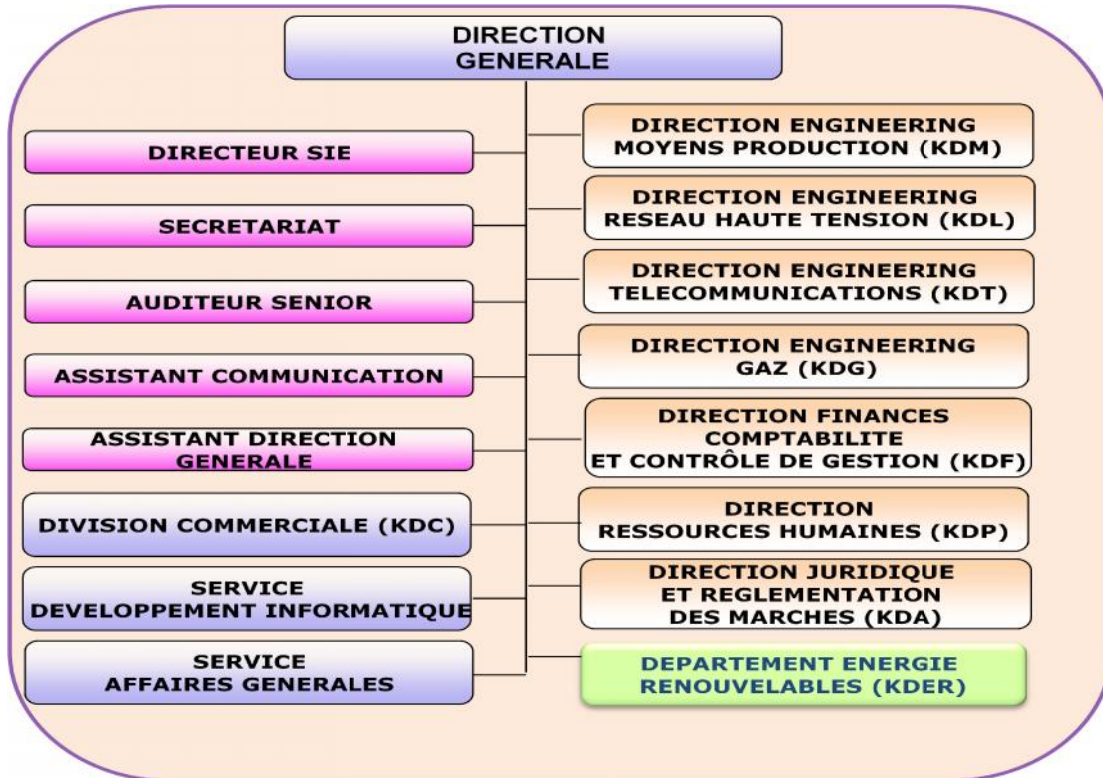 DIRECTION
GENERALE
DIRECTEUR SIE
SECRETARIAT
AUDITEUR SENIOR
ASSISTANT COMMUNICATION
ASSISTANT DIRECTION
GENERALE
DIVISION COMMERCIALE (KDC)
SERVICE
DEVELOPPEMENT INFORMATIQUE
SERVICE
AFFAIRES GENERALES
DIRECTION ENGINEERING
MOYENS PRODUCTION (KDM)
DIRECTION ENGINEERING
RESEAU HAUTE TENSION (KDL)
DIRECTION ENGINEERING
TELECOMMUNICATIONS (KDT)
DIRECTION ENGINEERING
GAZ (KDG)
DIRECTION FINANCES
COMPTABILITE
ET CONTRÔLE DE GESTION (KDF)
DIRECTION
RESSOURCES HUMAINES (KDP)
DIRECTION JURIDIQUE
ET REGLEMENTATION
DES MARCHES (KDA)
DEPARTEMENT ENERGIE
RENOUVELABLES (KDER)